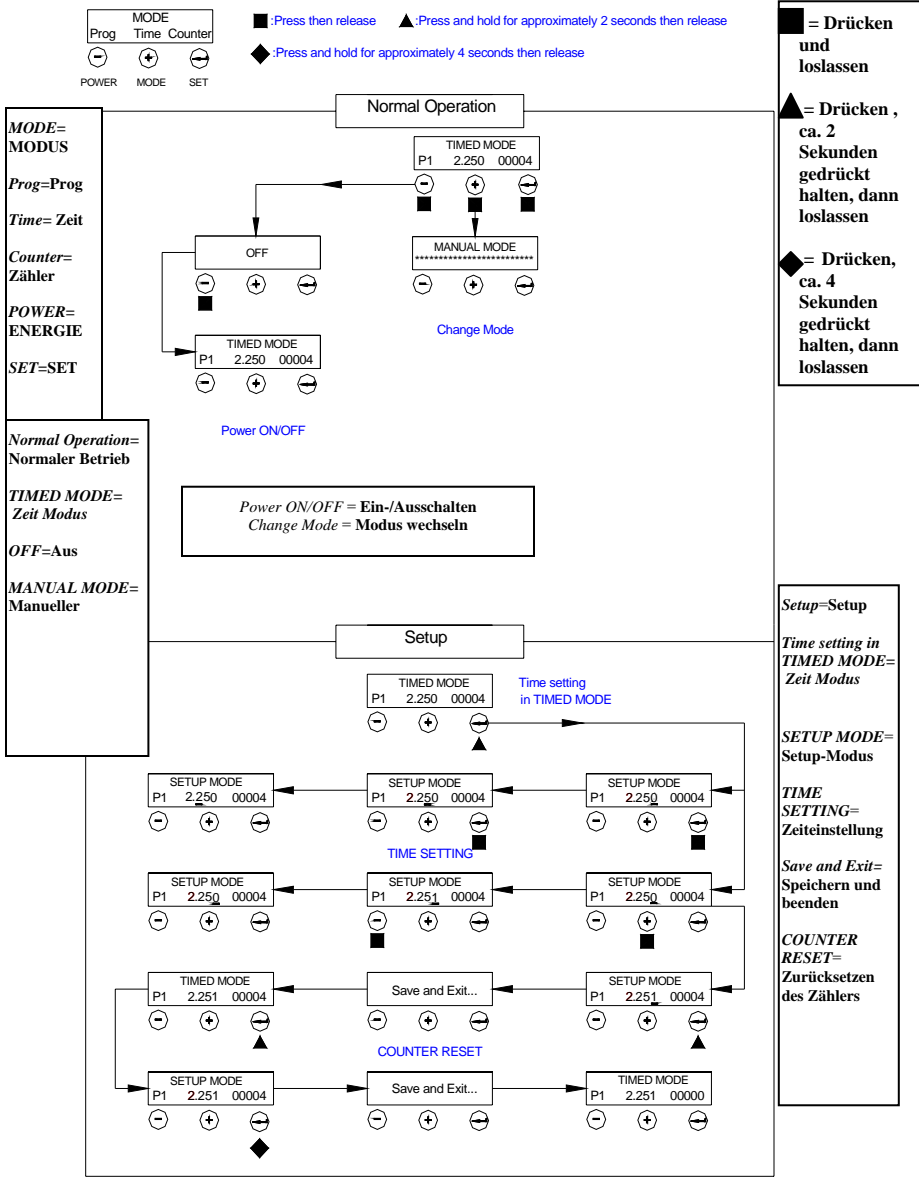 MODE
Prog Time Counter
POWER MODE SET
:Press then release :Press and hold for approximately 2 seconds then release
:Press and hold for approximately 4 seconds then release
= Drücken
und
loslassen
= Drücken ,
ca. 2
Sekunden
gedrückt
halten, dann
loslassen
= Drücken,
ca. 4
Sekunden
gedrückt
halten, dann
loslassen
MODE=
MODUS
Prog=Prog
Time= Zeit
Counter=
Zähler
POWER=
ENERGIE
SET=SET
Normal Operation
TIMED MODE
P1 2.250 00004
OFF
MANUAL MODE
*************************
Change Mode
TIMED MODE
P1 2.250 00004
Power ON/OFF
Normal Operation=
Normaler Betrieb
TIMED MODE=
Zeit Modus
OFF=Aus
MANUAL MODE=
Manueller
Power ON/OFF = Ein-/Ausschalten
Change Mode = Modus wechseln
Setup
TIMED MODE
P1 2.250 00004
Time setting
in TIMED MODE
SETUP MODE
P1 2.250 00004
SETUP MODE
P1 2.250 00004
SETUP MODE
P1 2.250 00004
TIME SETTING
SETUP MODE
P1 2.250 00004
SETUP MODE
P1 2.251 00004
SETUP MODE
P1 2.250 00004
TIMED MODE
P1 2.251 00004
Save and Exit...
SETUP MODE
P1 2.251 00004
COUNTER RESET
SETUP MODE
P1 2.251 00004
Save and Exit...
TIMED MODE
P1 2.251 00000
Setup=Setup
Time setting in
TIMED MODE=
Zeit Modus
SETUP MODE=
Setup-Modus
TIME
SETTING=
Zeiteinstellung
Save and Exit=
Speichern und
beenden
COUNTER
RESET=
Zurücksetzen
des Zählers